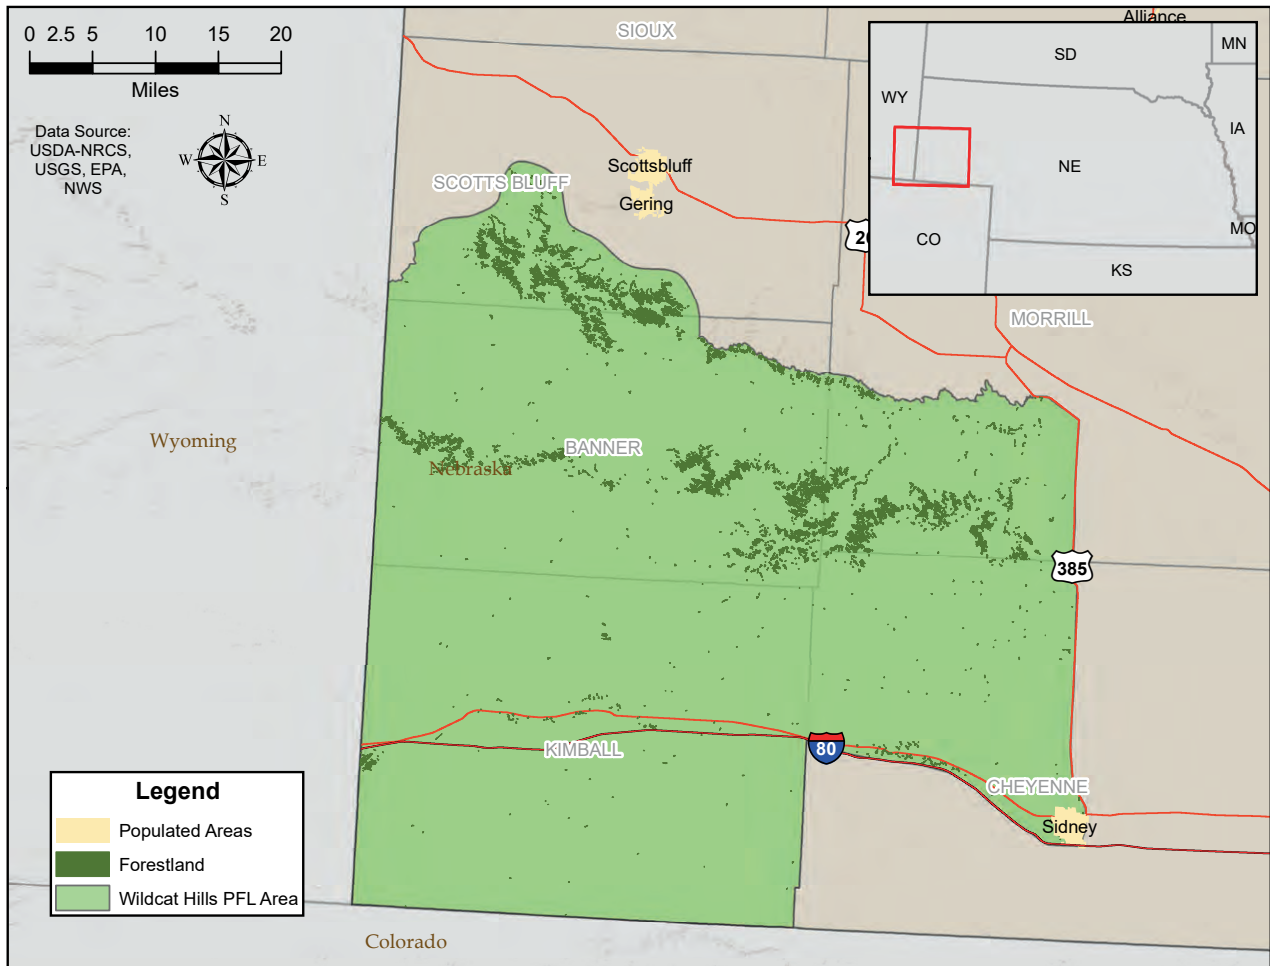 0 2.5 5 10 15 20
Miles
Data Source:
USDA-NRCS,
USGS, EPA,
NWS
N
W E
S
SIOUX
Alliance
SD
MN
WY
IA
NE
CO
MO
KS
Scottsbluff
SCOTTS BLUFF
Gering
MORRILL
Wyoming
BANNER
Nebraska
385
KIMBALL
80
CHEYENNE
Sidney
Colorado
Legend
Populated Areas
Forestland
Wildcat Hills PFL Area